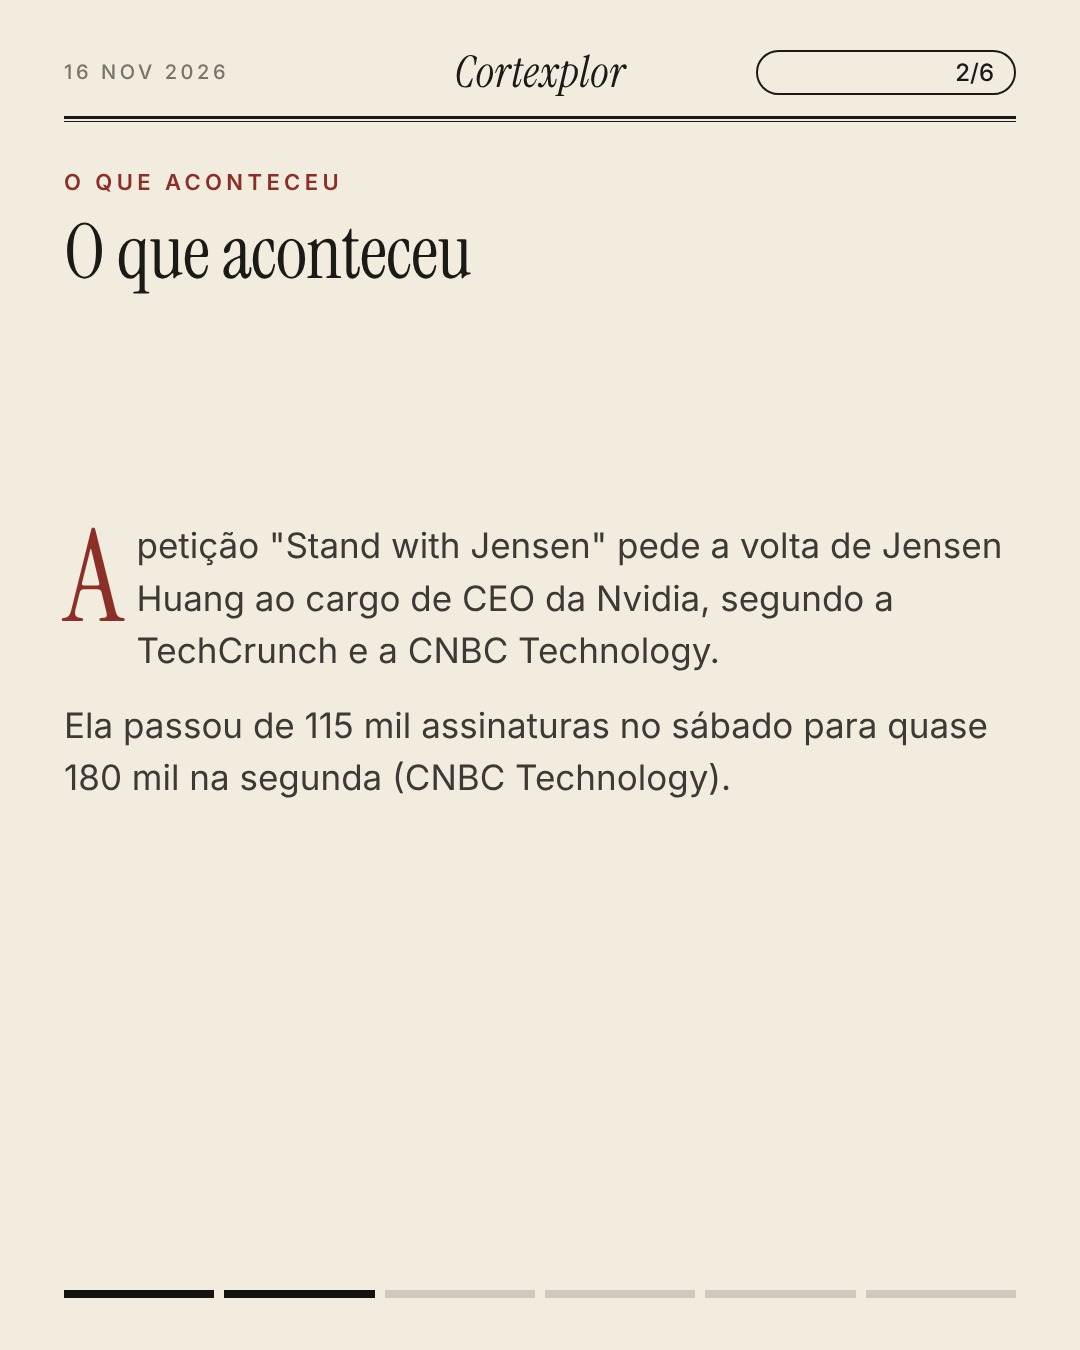 16 NOV 2026
Cortexplor
2/6
O QUE ACONTECEU
O que aconteceu
A petição "Stand with Jensen" pede a volta de Jensen
Huang ao cargo de CEO da Nvidia, segundo a
TechCrunch e a CNBC Technology.
Ela passou de 115 mil assinaturas no sábado para quase
180 mil na segunda (CNBC Technology).